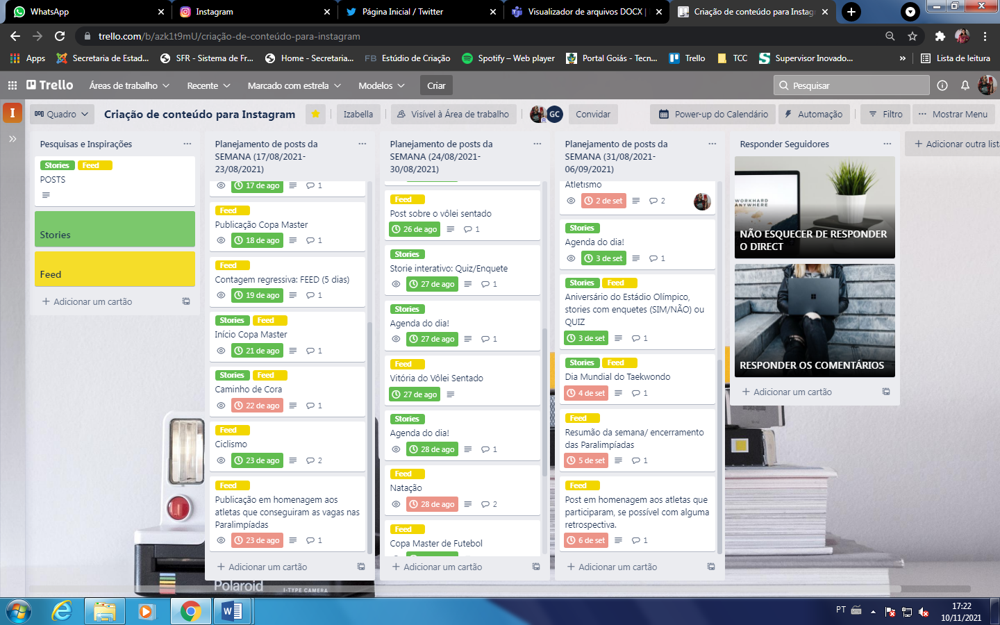 WhatsApp
Instagram
Página Inicial / Twitter
Visualizador de arquivos DOCX |
Criação de conteúdo para Instag
trello.com/b/azk1t9mU/criação-de-conteúdo-para-instagram
Apps
Secretaria de Estad...
SFR - Sistema de Fr...
Home - Secretaria...
FB Estúdio de Criação
Spotify – Web player
Portal Goiás - Tecn...
Trello
TCC
Supervisor Inovado...
»
Lista de leitura
Trello
Áreas de trabalho
Recente
Marcado com estrela
Modelos
Criar
Pesquisar
I
Quadro
Criação de conteúdo para Instagram
Izabella
Visível à Área de trabalho
GC
Convidar
Power-up do Calendário
Automação
Filtro
Mostrar Menu
Pesquisas e Inspirações
Stories Feed
POSTS
Stories
Feed
+ Adicionar um cartão
Planejamento de posts da
SEMANA (17/08/2021-
23/08/2021)
17 de ago 1
Feed
Publicação Copa Master
18 de ago 1
Feed
Contagem regressiva: FEED (5 dias)
19 de ago 1
Stories Feed
Início Copa Master
21 de ago 1
Stories Feed
Caminho de Cora
22 de ago 1
Feed
Ciclismo
23 de ago 2
Feed
Publicação em homenagem aos
atletas que conseguiram as vagas nas
Paralimpíadas
23 de ago 1
+ Adicionar um cartão
Planejamento de posts da
SEMANA (24/08/2021-
30/08/2021)
Feed
Post sobre o vôlei sentado
26 de ago 1
Stories
Storie interativo: Quiz/Enquete
27 de ago 1
Stories
Agenda do dia!
27 de ago 1
Feed
Vitória do Vôlei Sentado
27 de ago
Stories
Agenda do dia!
28 de ago 1
Feed
Natação
28 de ago 2
Feed
Copa Master de Futebol
+ Adicionar um cartão
Planejamento de posts da
SEMANA (31/08/2021-
06/09/2021)
Atletismo
2 de set 2
Stories
Agenda do dia!
3 de set 1
Stories Feed
Aniversário do Estádio Olímpico,
stories com enquetes (SIM/NÃO) ou
QUIZ
3 de set 1
Stories Feed
Dia Mundial do Taekwondo
4 de set 1
Feed
Resumão da semana/ encerramento
das Paralimpíadas
5 de set 1
Feed
Post em homenagem aos atletas que
participaram, se possível com alguma
retrospectiva.
6 de set 1
+ Adicionar um cartão
Responder Seguidores
WORKHARD
ANYWHERE
NÃO ESQUECER DE RESPONDER
O DIRECT
RESPONDER OS COMENTÁRIOS
+ Adicionar um cartão
+ Adicionar outra lista
Polaroid
I-TYPE CAMERA
PT
17:22
10/11/2021